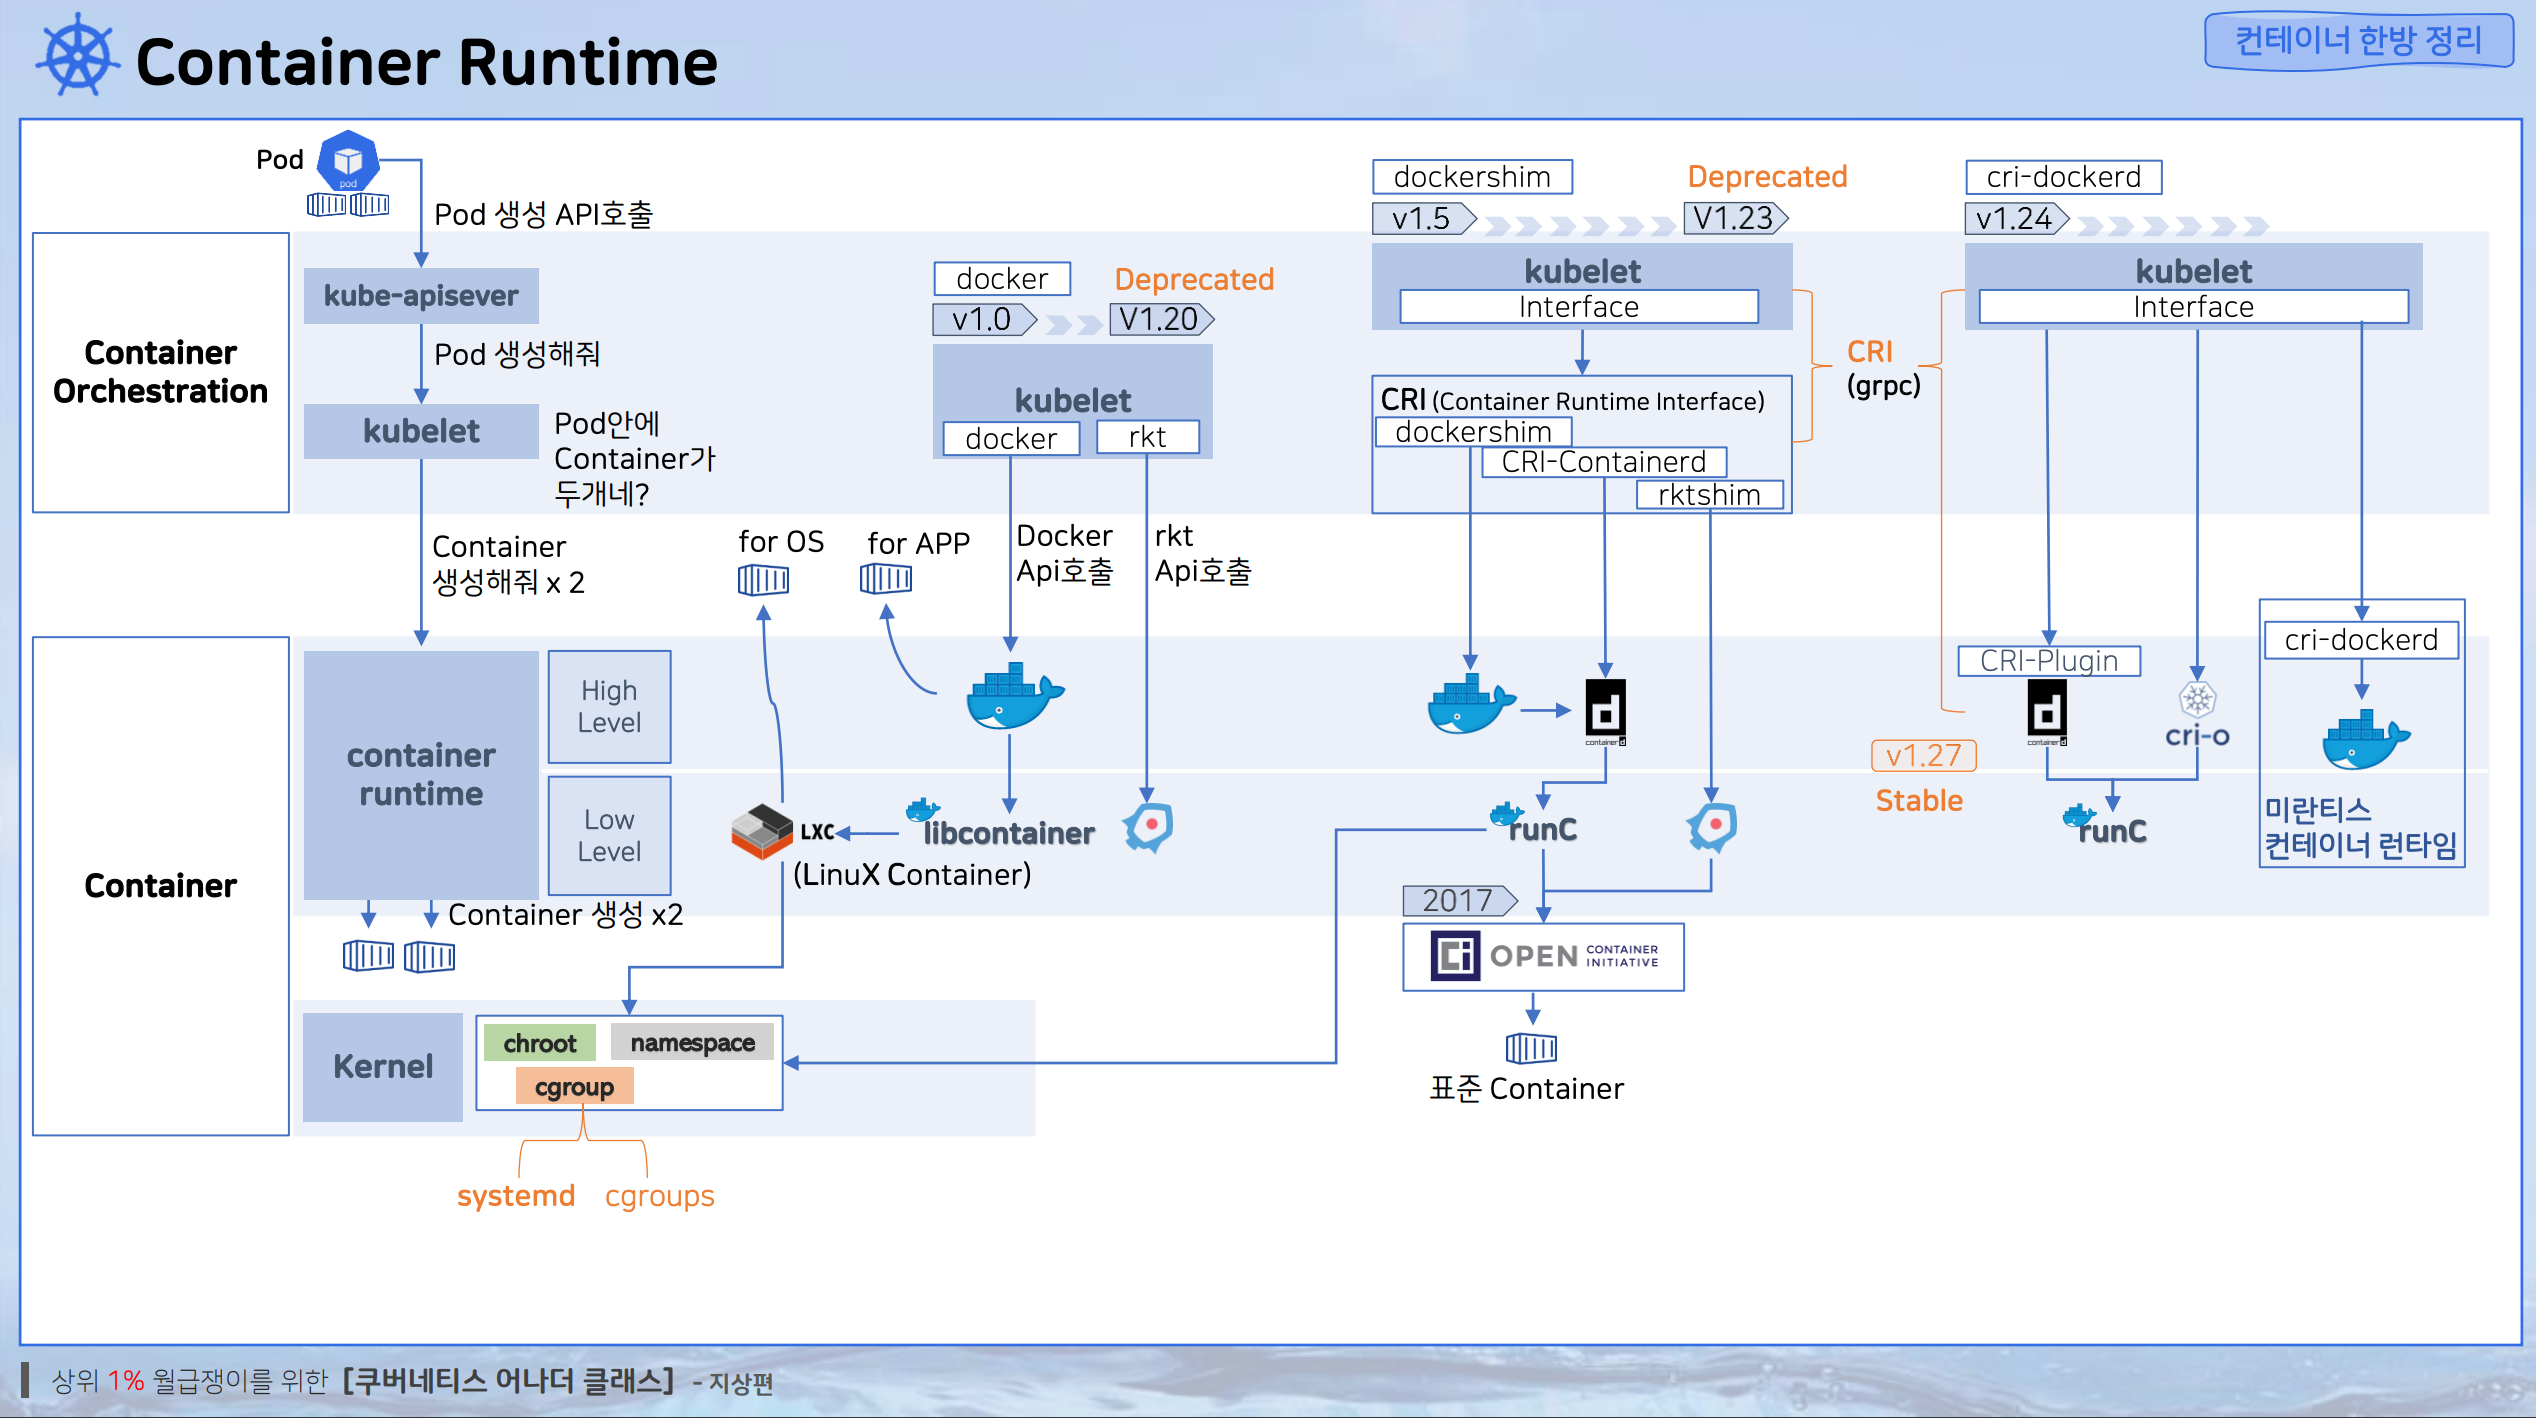 Container Runtime
컨테이너 한방 정리
Pod
pod
Pod 생성 API호출
Container
Orchestration
kube-apisever
Pod 생성해줘
kubelet
Pod안에
Container가
두개네?
Container
생성해줘 x 2
docker
Deprecated
v1.0
V1.20
kubelet
docker
rkt
Docker
Api호출
rkt
Api호출
for OS
for APP
dockershim
Deprecated
v1.5
V1.23
kubelet
Interface
CRI (Container Runtime Interface)
dockershim
CRI-Containerd
rktshim
CRI
(grpc)
cri-dockerd
v1.24
kubelet
Interface
Container
container
runtime
High
Level
Low
Level
Container 생성 x2
LXC
(LinuX Container)
libcontainer
containerd
runC
2017
OPEN CONTAINER
INITIATIVE
표준 Container
CRI-Plugin
containerd
cri-o
v1.27
Stable
runC
cri-dockerd
미란티스
컨테이너 런타임
Kernel
chroot
namespace
cgroup
systemd
cgroups
상위 1% 월급쟁이를 위한 [쿠버네티스 어나더 클래스] - 지상편